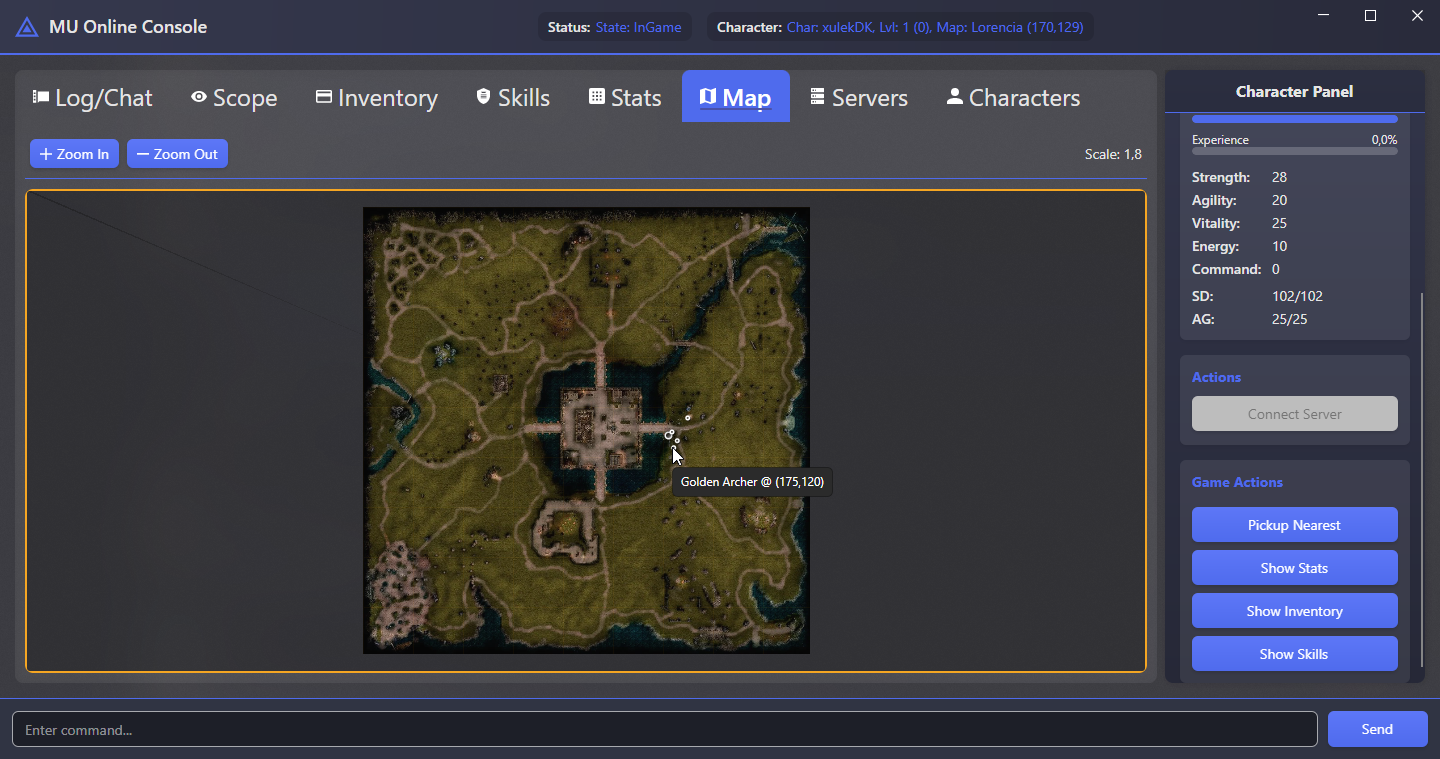 MU Online Console
Status: State: InGame
Character: Char: xulekDK, Lvl: 1 (0), Map: Lorencia (170,129)
Log/Chat
Scope
Inventory
Skills
Stats
Map
Servers
Characters
Zoom In
Zoom Out
Scale: 1,8
Golden Archer @ (175,120)
Character Panel
Experience 0,0%
Strength: 28
Agility: 20
Vitality: 25
Energy: 10
Command: 0
SD: 102/102
AG: 25/25
Actions
Connect Server
Game Actions
Pickup Nearest
Show Stats
Show Inventory
Show Skills
Enter command...
Send